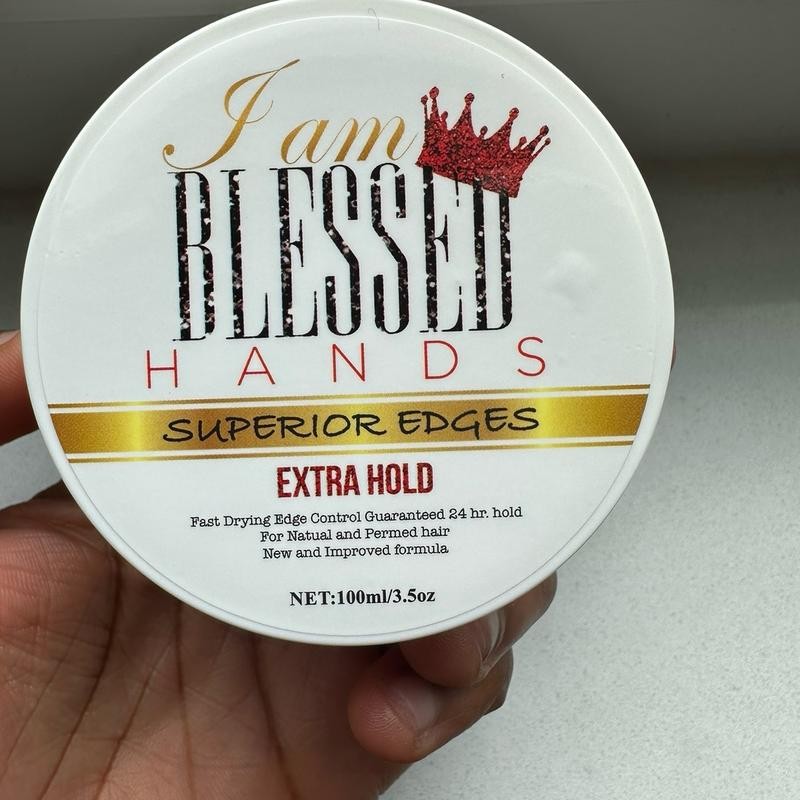 I am
BLESSED
HANDS
SUPERIOR EDGES
EXTRA HOLD
Fast Drying Edge Control Guaranteed 24 hr. hold
For Natual and Permed hair
New and Improved formula
NET:100ml/3.5oz